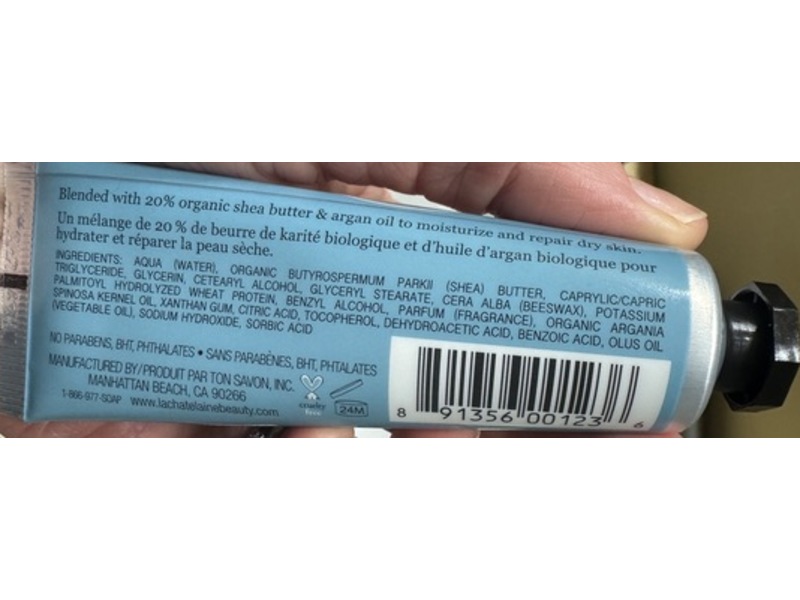 Blended with 20% organic shea butter & argan oil to moisturize and repair dry skin.
Un mélange de 20 % de beurre de karité biologique et d'huile d'argan biologique pour
hydrater et réparer la peau sèche.
INGREDIENTS: AQUA (WATER), ORGANIC BUTYROSPERMUM PARKII (SHEA) BUTTER, CAPRYLIC/CAPRIC
TRIGLYCERIDE, GLYCERIN, CETEARYL ALCOHOL, GLYCERYL STEARATE, CERA ALBA (BEESWAX), POTASSIUM
PALMITOYL HYDROLYZED WHEAT PROTEIN, BENZYL ALCOHOL, PARFUM (FRAGRANCE), ORGANIC ARGANIA
SPINOSA KERNEL OIL, XANTHAN GUM, CITRIC ACID, TOCOPHEROL, DEHYDROACETIC ACID, BENZOIC ACID, OLUS OIL
(VEGETABLE OIL), SODIUM HYDROXIDE, SORBIC ACID
NO PARABENS, BHT, PHTHALATES • SANS PARABÈNES, BHT, PHTALATES
MANUFACTURED BY/PRODUIT PAR TON SAVON, INC.
MANHATTAN BEACH, CA 90266
1-866-977-SOAP www.lachatelainebeauty.com
cruelty
free
24M
8 91356 00123 6